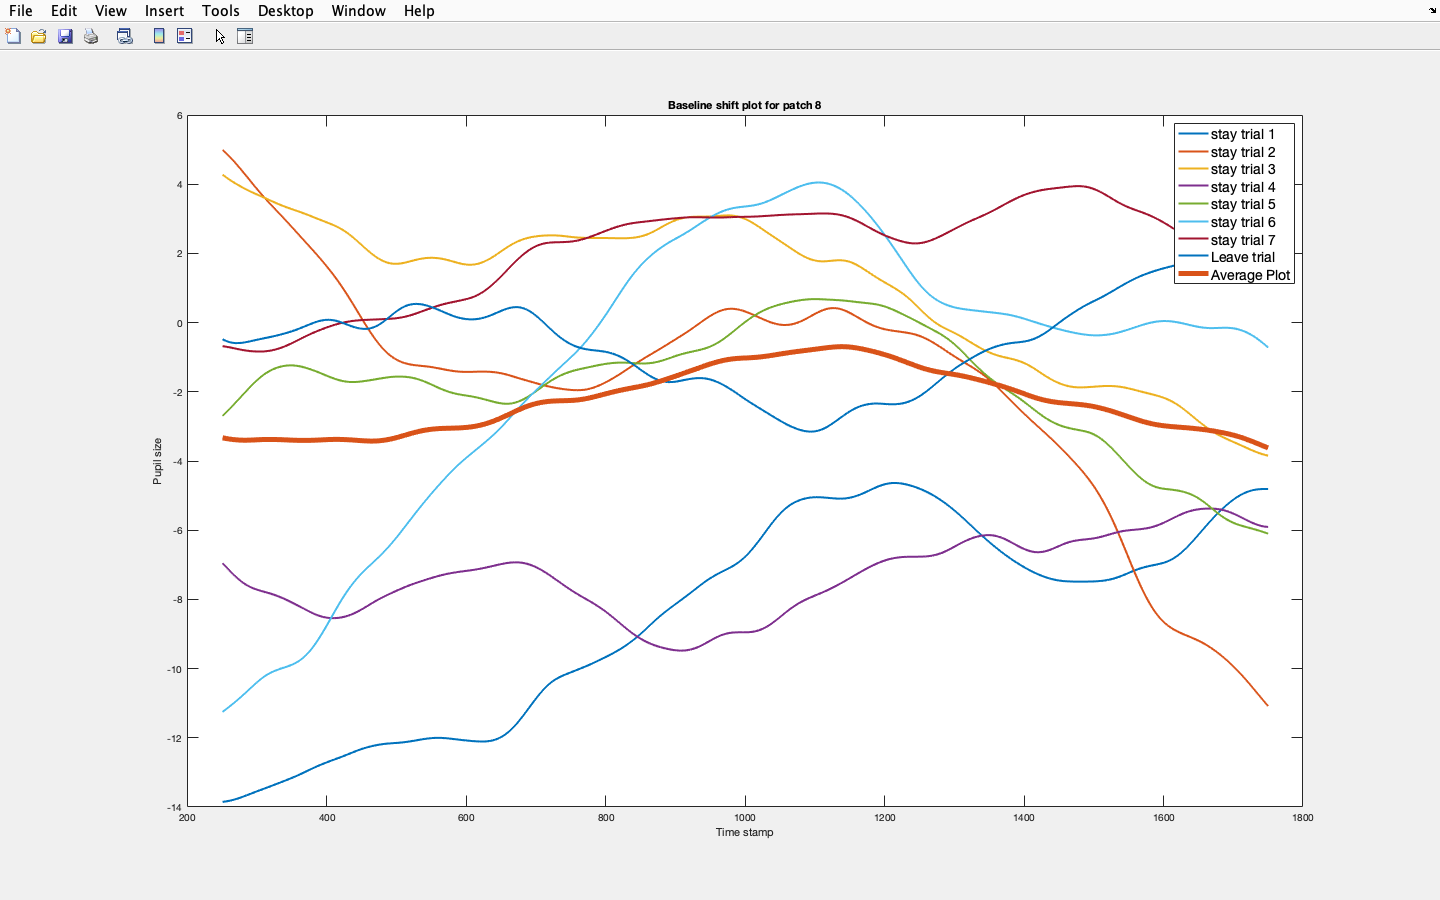 File Edit View Insert Tools Desktop Window Help
Baseline shift plot for patch 8
6
4
2
0
-2
-4
-6
-8
-10
-12
-14
Pupil size
200 400 600 800 1000 1200 1400 1600 1800
Time stamp
stay trial 1
stay trial 2
stay trial 3
stay trial 4
stay trial 5
stay trial 6
stay trial 7
Leave trial
Average Plot